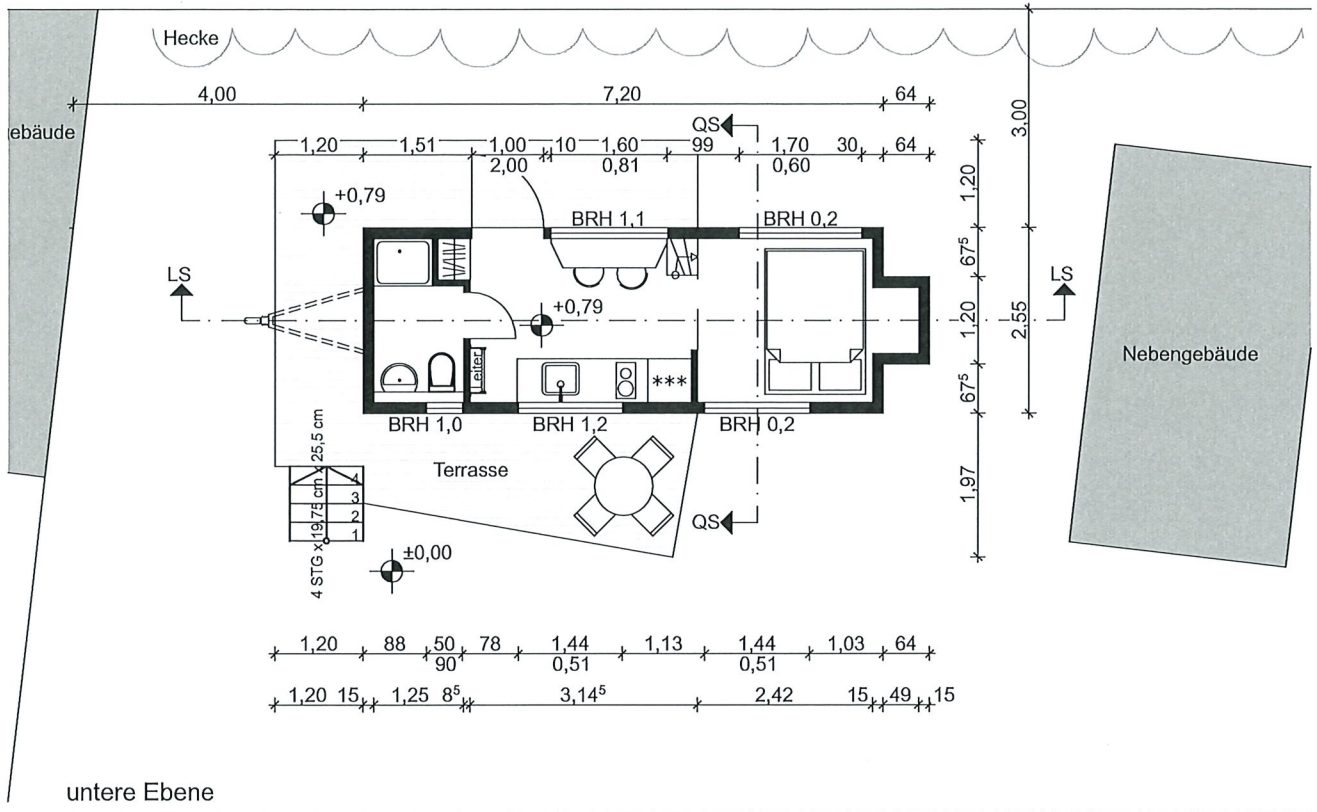 Hecke
4,00 7,20 64
ebäude
3,00
QS
1,20 1,51 1,00 10 1,60 99 1,70 30 64
2,00 0,81 0,60
1,20
+0,79
BRH 1,1 BRH 0,2
67⁵
LS LS
+0,79
1,20 2,55
Nebengebäude
Leiter
***
67⁵
BRH 1,0 BRH 1,2 BRH 0,2
Terrasse
1,97
4
3
2
1
4 STG x 19,75 cm x 25,5 cm
QS
±0,00
1,20 88 50 78 1,44 1,13 1,44 1,03 64
90 0,51 0,51
1,20 15 1,25 8⁵ 3,14⁵ 2,42 15 49 15
untere Ebene